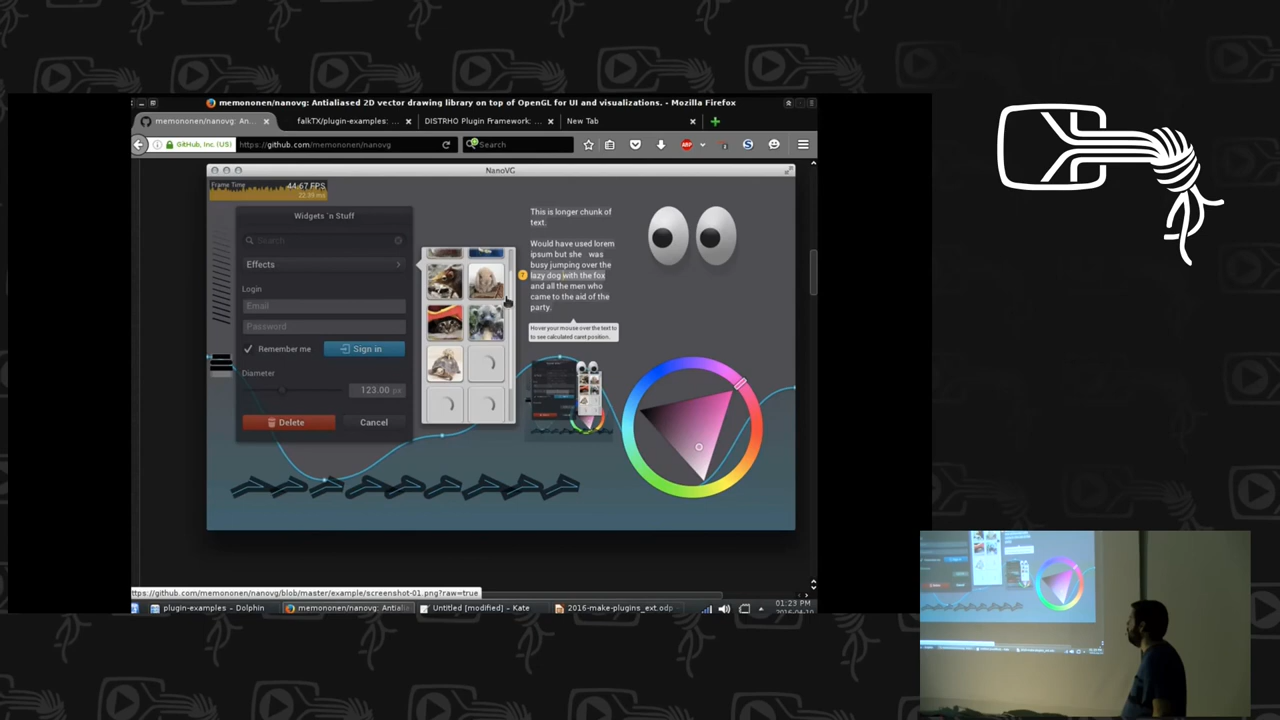 memononen/nanovg: Antialiased 2D vector drawing library on top of OpenGL for UI and visualizations. - Mozilla Firefox
memononen/nanovg: An...
falkTX/plugin-examples: ...
DISTRHO Plugin Framework: ...
New Tab
GitHub, Inc. (US)
https://github.com/memononen/nanovg
Search
ABP
NanoVG
Frame Time
44.67 FPS
22.39 ms
Widgets 'n Stuff
Search
Effects
Login
Email
Password
Remember me
Sign in
Diameter
123.00 px
Delete
Cancel
This is longer chunk of
text.
Would have used lorem
ipsum but she was
busy jumping over the
lazy dog with the fox
and all the men who
came to the aid of the
party.
7
Hover your mouse over the text to
see calculated caret position.
https://github.com/memononen/nanovg/blob/master/example/screenshot-01.png?raw=true
plugin-examples : Dolphin
memononen/nanovg: Antiali
Untitled [modified] – Kate
2016-make-plugins_ext.odp
01:23 PM